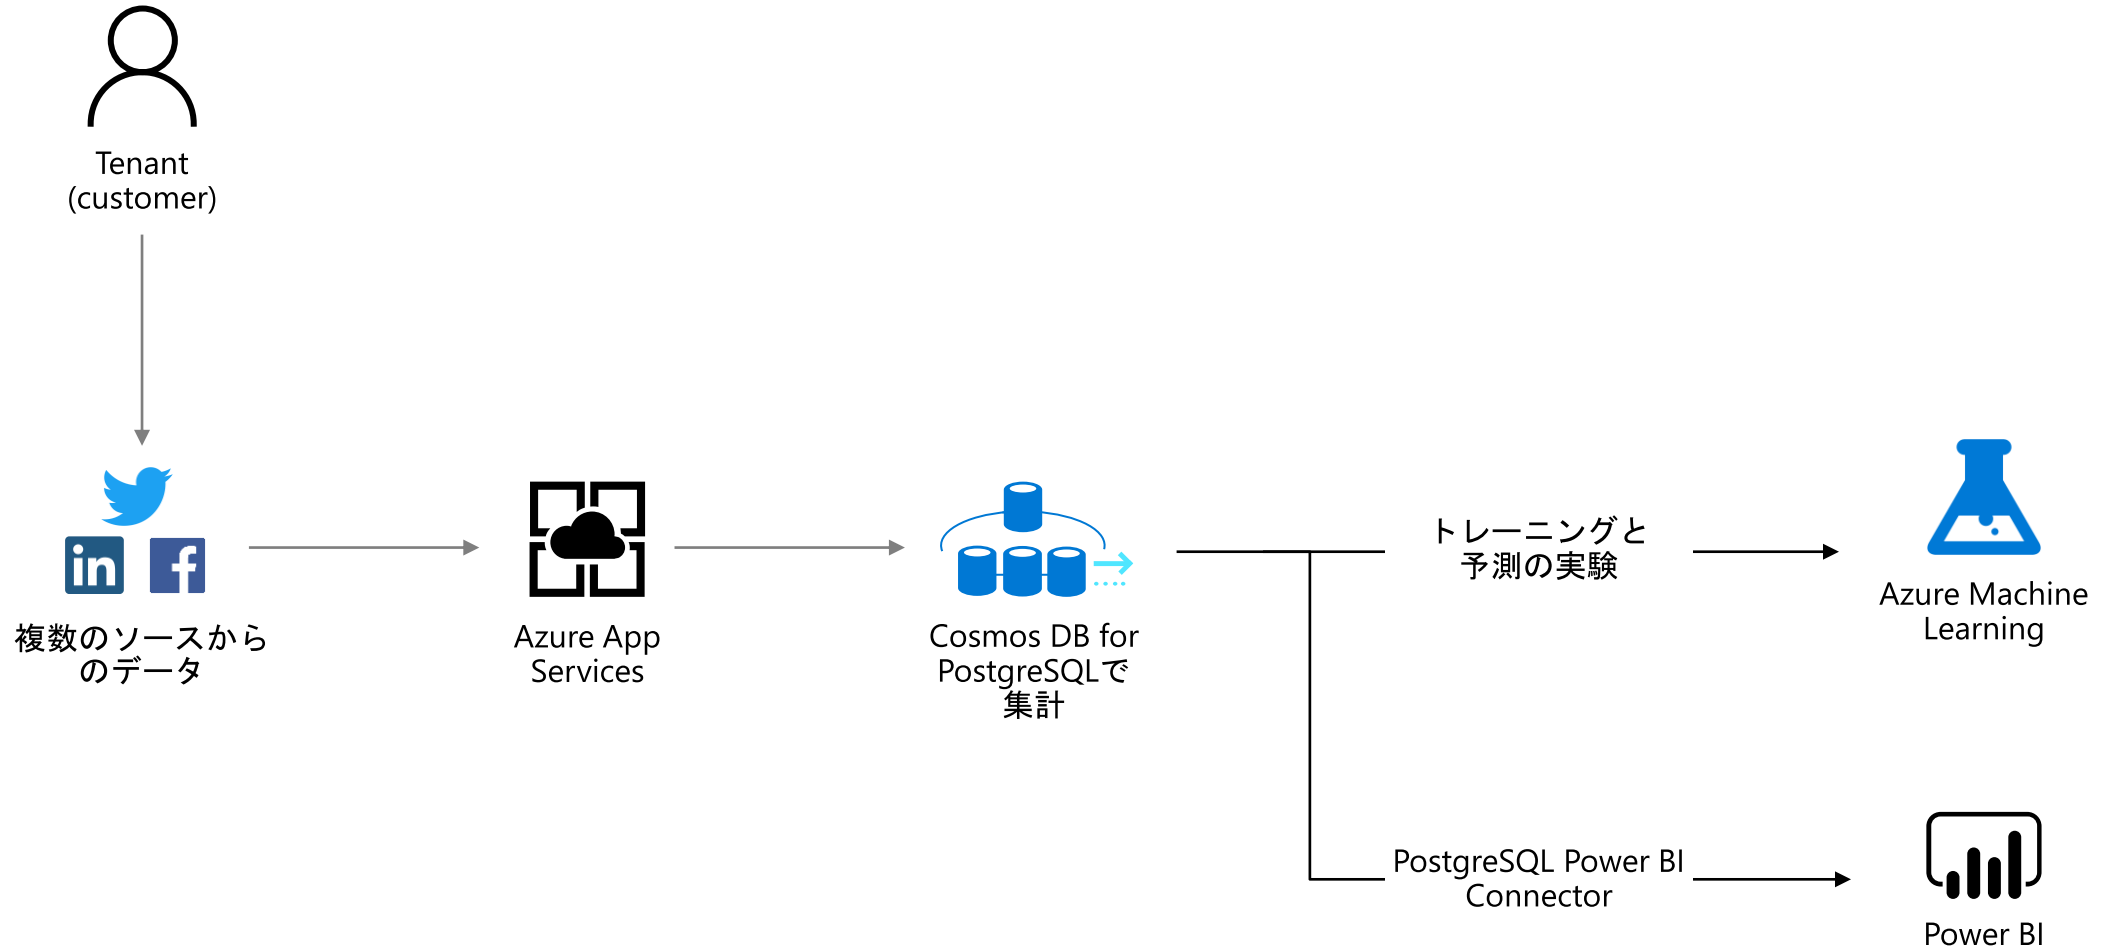 Tenant
(customer)
複数のソースから
のデータ
Azure App
Services
Cosmos DB for
PostgreSQLで
集計
トレーニングと
予測の実験
Azure Machine
Learning
PostgreSQL Power BI
Connector
Power BI